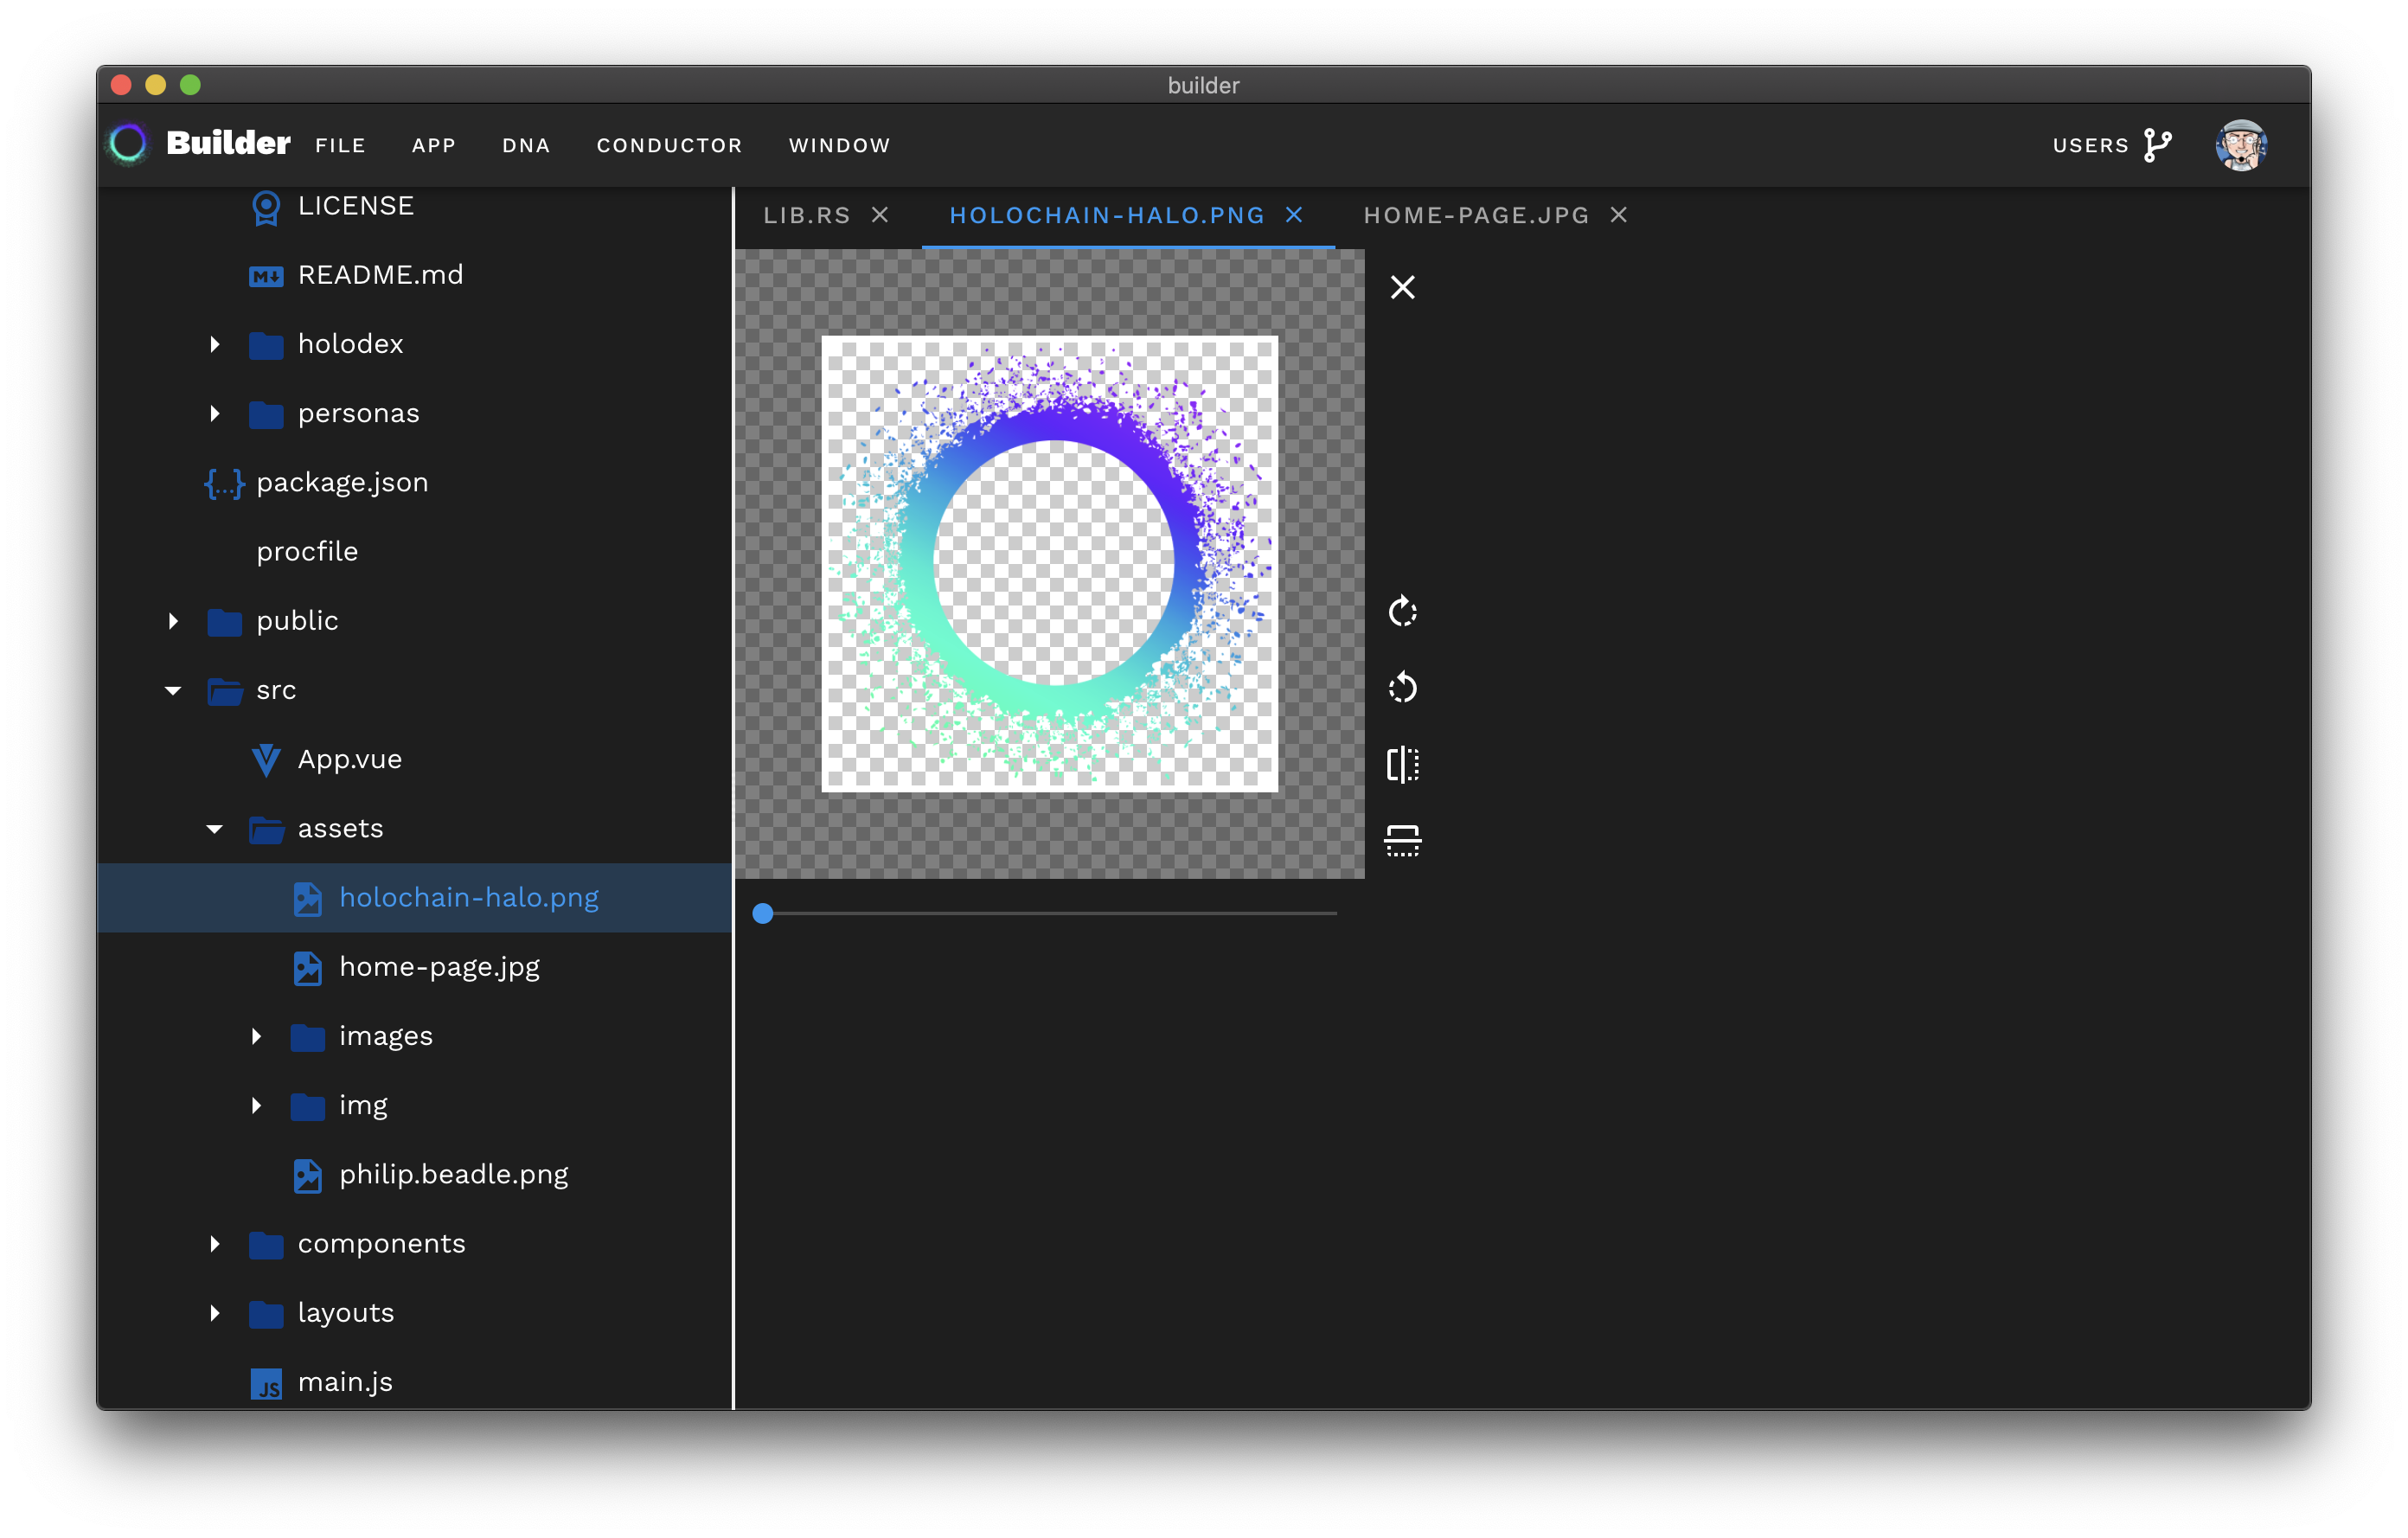 builder
Builder FILE APP DNA CONDUCTOR WINDOW USERS
LICENSE
README.md
holodex
personas
{...} package.json
procfile
public
src
App.vue
assets
holochain-halo.png
home-page.jpg
images
img
philip.beadle.png
components
layouts
JS main.js
LIB.RS HOLOCHAIN-HALO.PNG HOME-PAGE.JPG